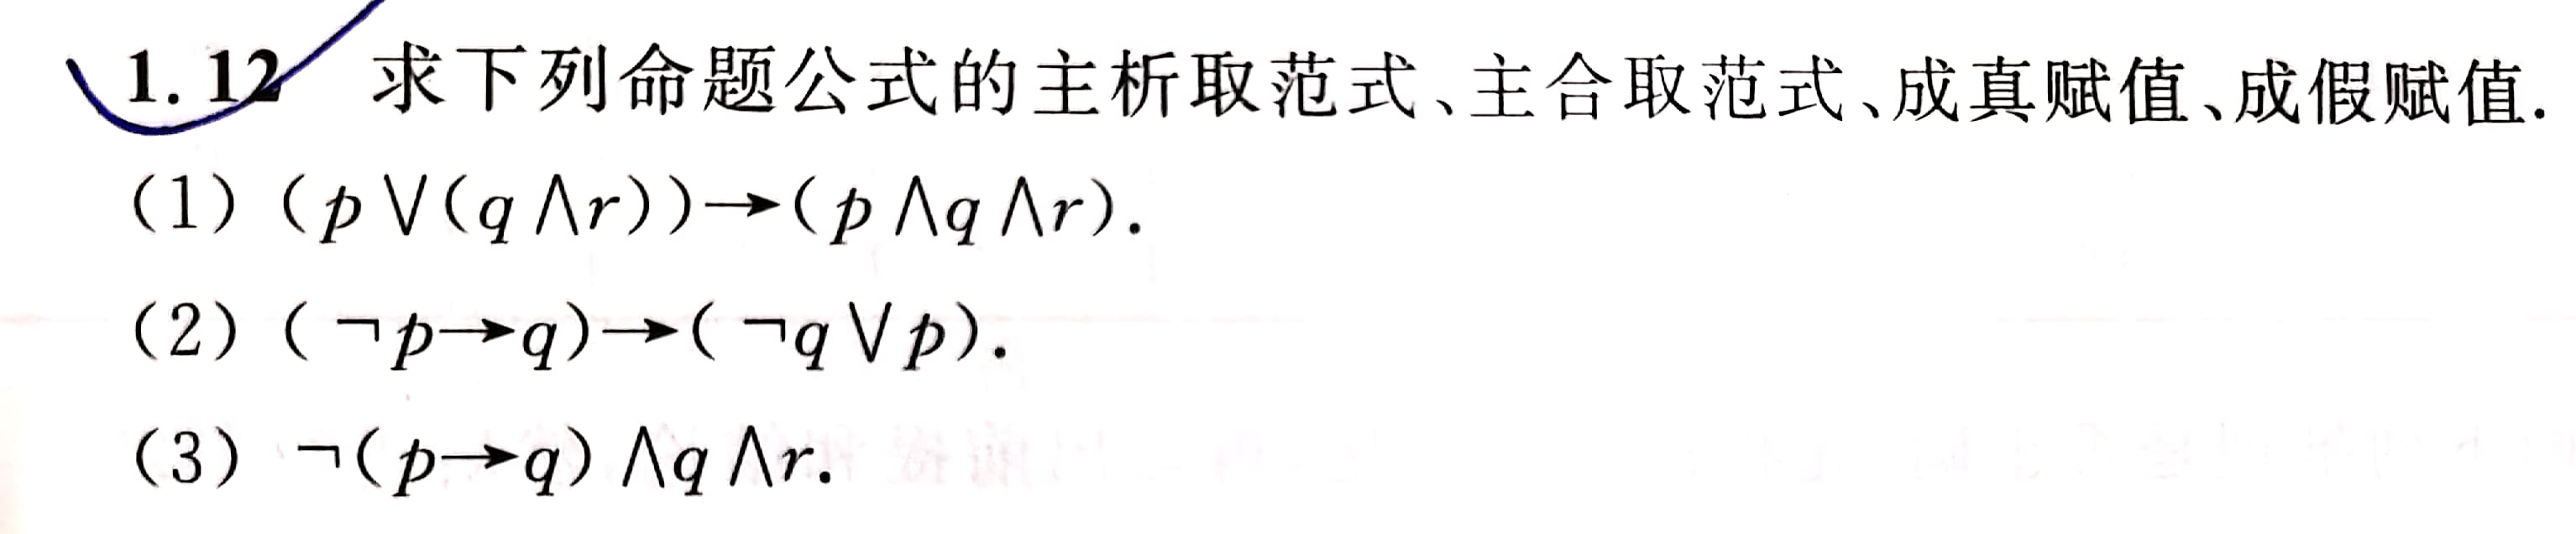 1.12 求下列命题公式的主析取范式、主合取范式、成真赋值、成假赋值.
(1) (p∨(q∧r))→(p∧q∧r).
(2) (¬p→q)→(¬q∨p).
(3) ¬(p→q)∧q∧r.